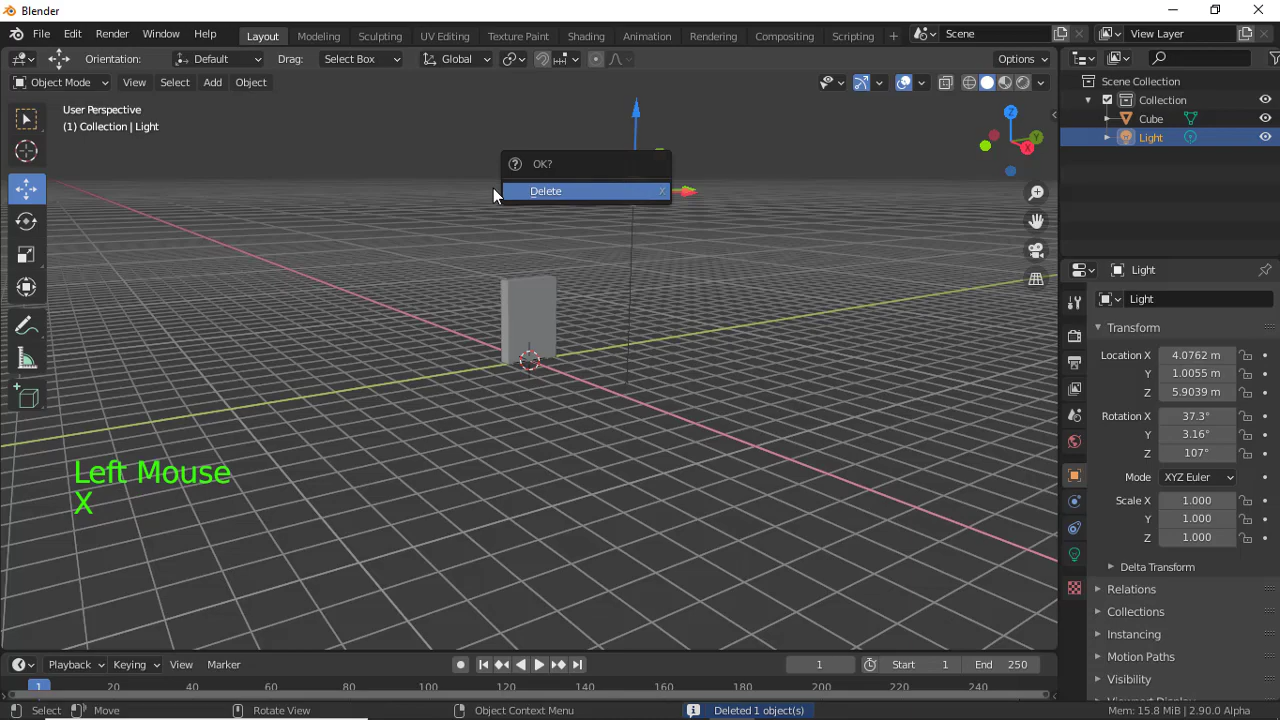 Blender
File Edit Render Window Help Layout Modeling Sculpting UV Editing Texture Paint Shading Animation Rendering Compositing Scripting + Scene View Layer
Orientation: Default Drag: Select Box Global Options
Object Mode View Select Add Object
User Perspective
(1) Collection | Light
Z
Y
X
OK?
Delete X
Left Mouse
X
Scene Collection
Collection
Cube
Light
Light
Light
Transform
Location X 4.0762 m
Y 1.0055 m
Z 5.9039 m
Rotation X 37.3°
Y 3.16°
Z 107°
Mode XYZ Euler
Scale X 1.000
Y 1.000
Z 1.000
Delta Transform
Relations
Collections
Instancing
Motion Paths
Visibility
Playback Keying View Marker 1 Start 1 End 250
1 20 40 60 80 100 120 140 160 180 200 220 240
Select Move Rotate View Object Context Menu Deleted 1 object(s) Mem: 15.8 MiB | 2.90.0 Alpha